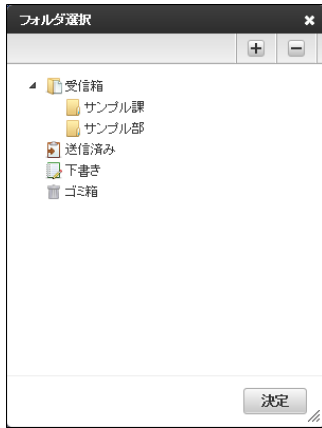 フォルダ選択
受信箱
サンプル課
サンプル部
送信済み
下書き
ゴミ箱
決定